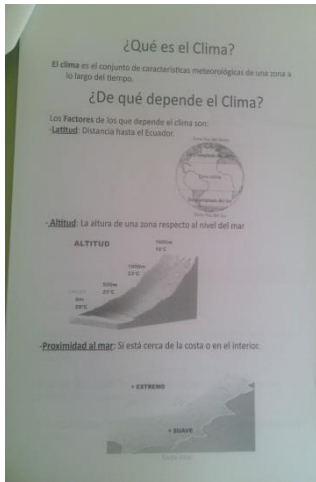 ¿Qué es el Clima?
El clima es el conjunto de características meteorológicas de una zona a
lo largo del tiempo.
¿De qué depende el Clima?
Los Factores de los que depende el clima son:
-Latitud: Distancia hasta el Ecuador.
- Altitud: La altura de una zona respecto al nivel del mar
ALTITUD
-Proximidad al mar: Si está cerca de la costa o en el interior.
+ EXTREMO
+ SUAVE